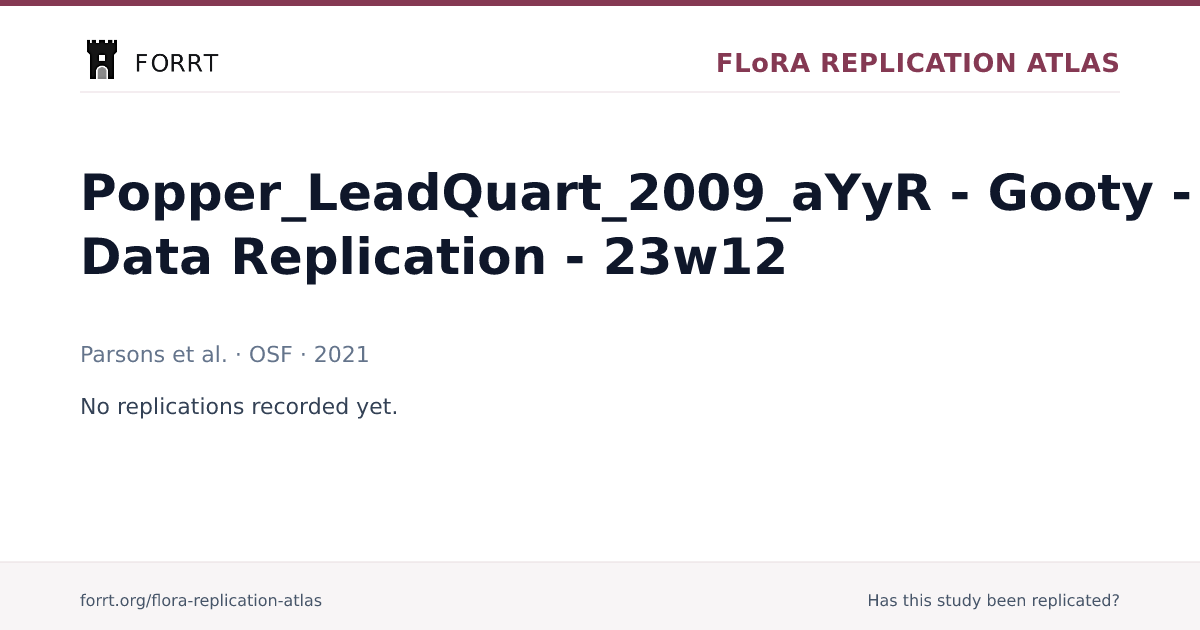 FORRT
FLoRA REPLICATION ATLAS
Popper_LeadQuart_2009_aYyR - Gooty -
Data Replication - 23w12
Parsons et al. · OSF · 2021
No replications recorded yet.
forrt.org/flora-replication-atlas
Has this study been replicated?